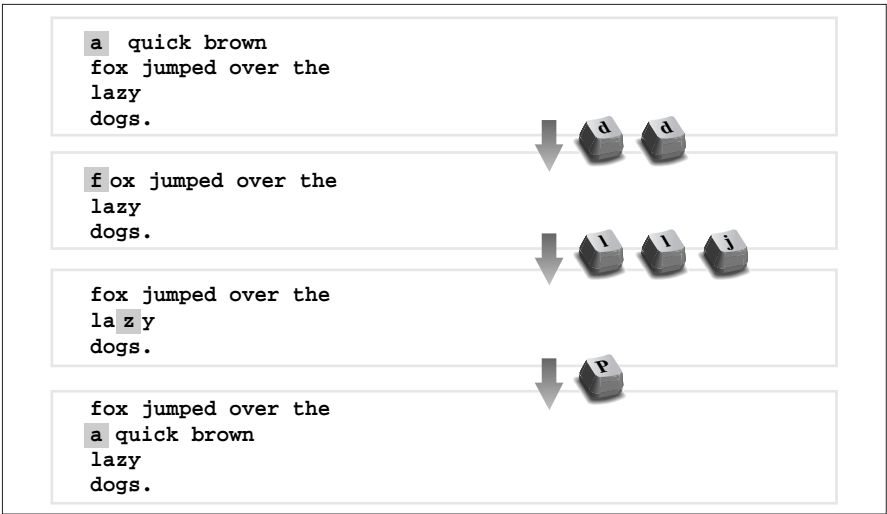 a quick brown
fox jumped over the
lazy
dogs.
d d
fox jumped over the
lazy
dogs.
l l j
fox jumped over the
lazy
dogs.
P
fox jumped over the
a quick brown
lazy
dogs.